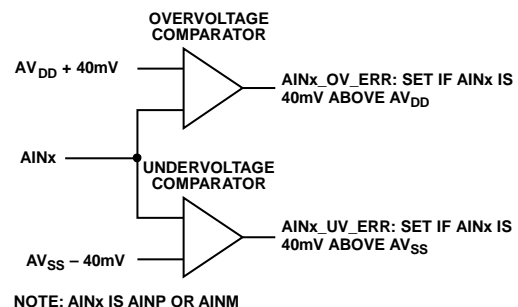 OVERVOLTAGE
COMPARATOR
AVDD + 40mV
AINx_OV_ERR: SET IF AINx IS
40mV ABOVE AVDD
AINx
UNDERVOLTAGE
COMPARATOR
AINx_UV_ERR: SET IF AINx IS
40mV ABOVE AVSS
AVSS – 40mV
NOTE: AINx IS AINP OR AINM